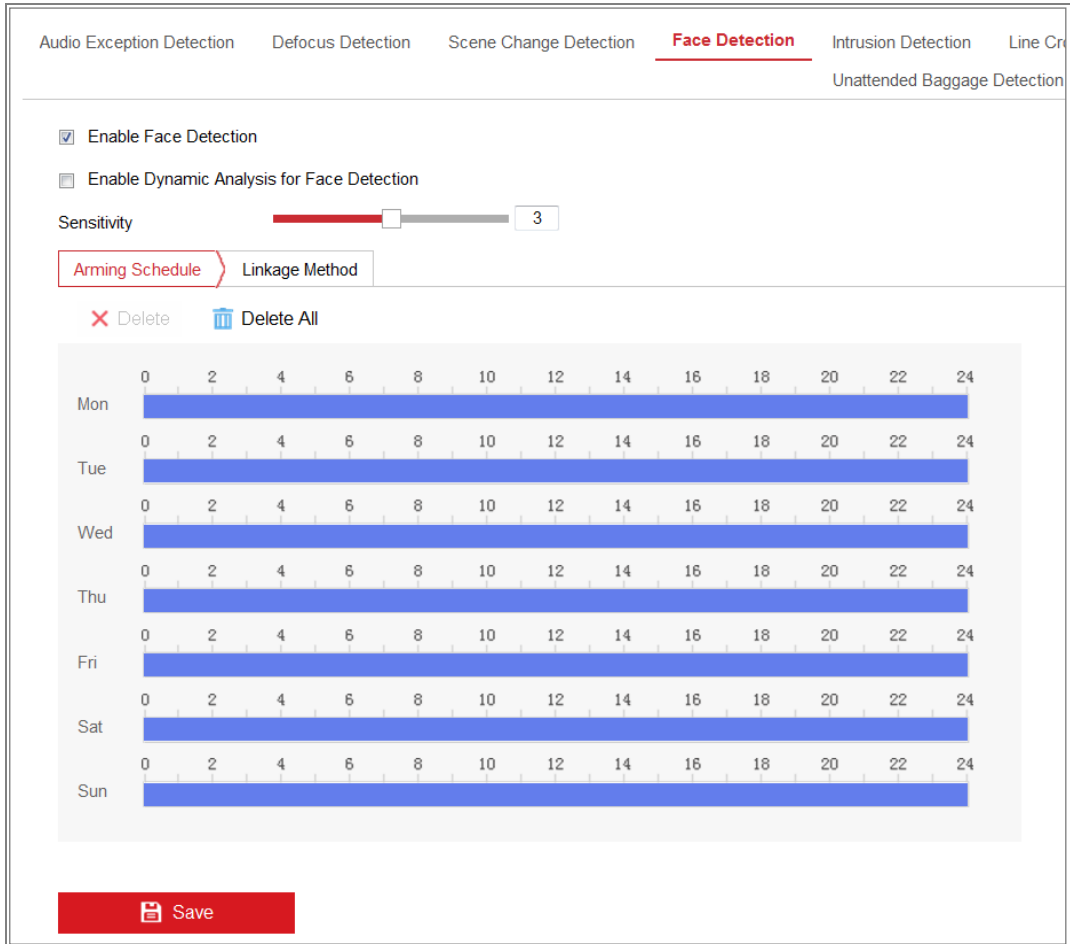 Audio Exception Detection Defocus Detection Scene Change Detection Face Detection Intrusion Detection Line Cr
Unattended Baggage Detection
Enable Face Detection
Enable Dynamic Analysis for Face Detection
Sensitivity 3
Arming Schedule Linkage Method
Delete Delete All
0 2 4 6 8 10 12 14 16 18 20 22 24
Mon
0 2 4 6 8 10 12 14 16 18 20 22 24
Tue
0 2 4 6 8 10 12 14 16 18 20 22 24
Wed
0 2 4 6 8 10 12 14 16 18 20 22 24
Thu
0 2 4 6 8 10 12 14 16 18 20 22 24
Fri
0 2 4 6 8 10 12 14 16 18 20 22 24
Sat
0 2 4 6 8 10 12 14 16 18 20 22 24
Sun
Save